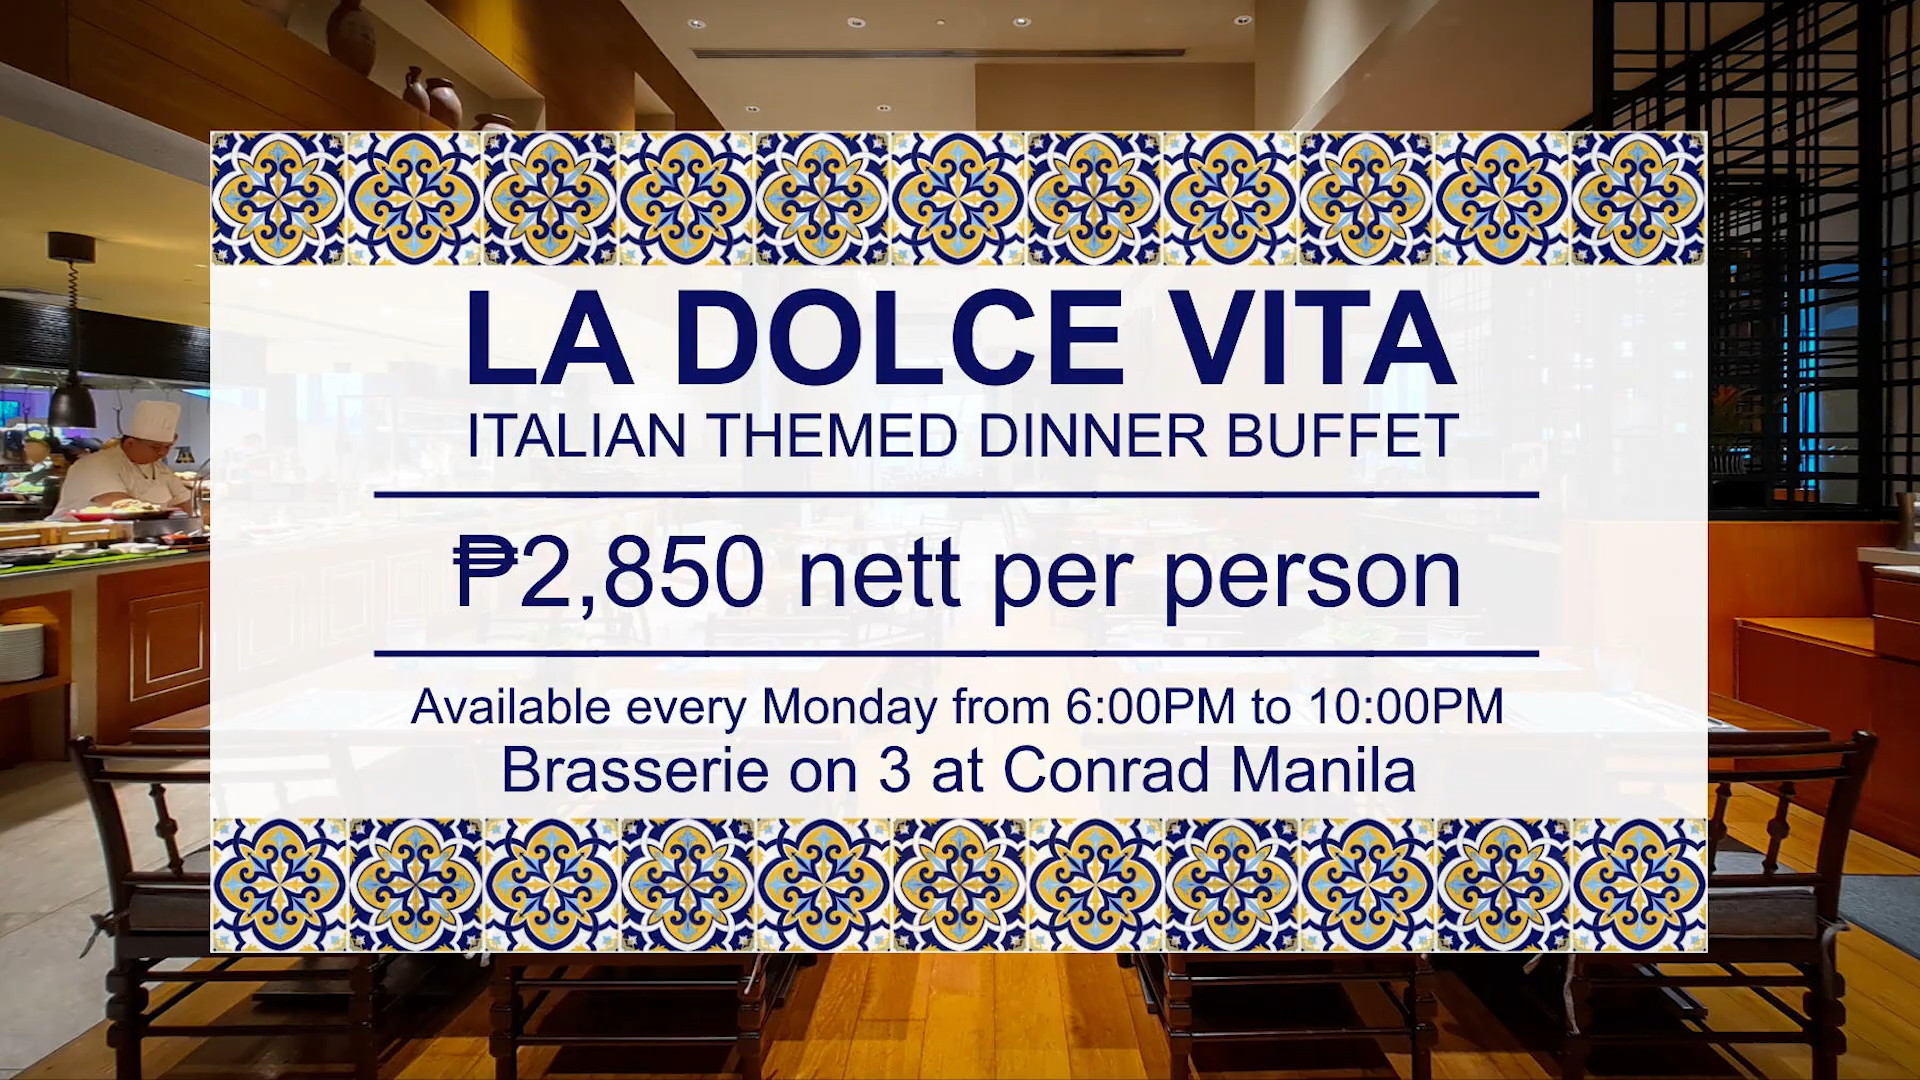 LA DOLCE VITA
ITALIAN THEMED DINNER BUFFET
₱2,850 nett per person
Available every Monday from 6:00PM to 10:00PM
Brasserie on 3 at Conrad Manila